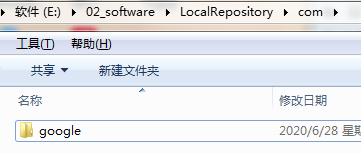 软件 (E:) ▸ 02_software ▸ LocalRepository ▸ com ▸
工具(T) 帮助(H)
共享 新建文件夹
名称 修改日期
google 2020/6/28 星期